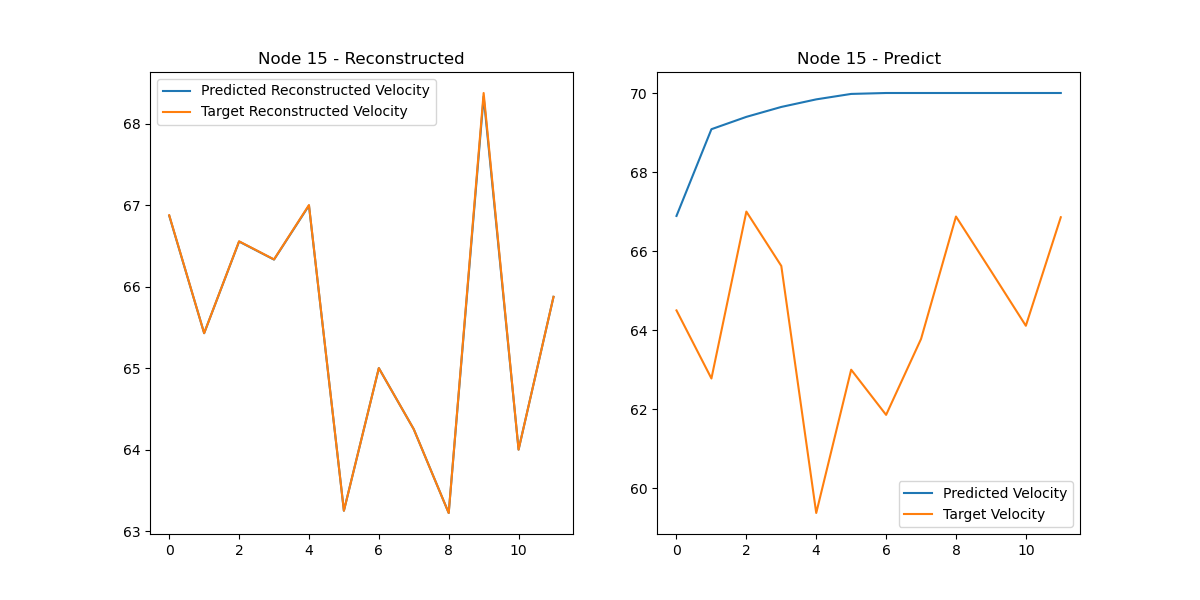 Node 15 - Reconstructed
Predicted Reconstructed Velocity
Target Reconstructed Velocity
68
67
66
65
64
63
0 2 4 6 8 10
Node 15 - Predict
70
68
66
64
62
60
Predicted Velocity
Target Velocity
0 2 4 6 8 10